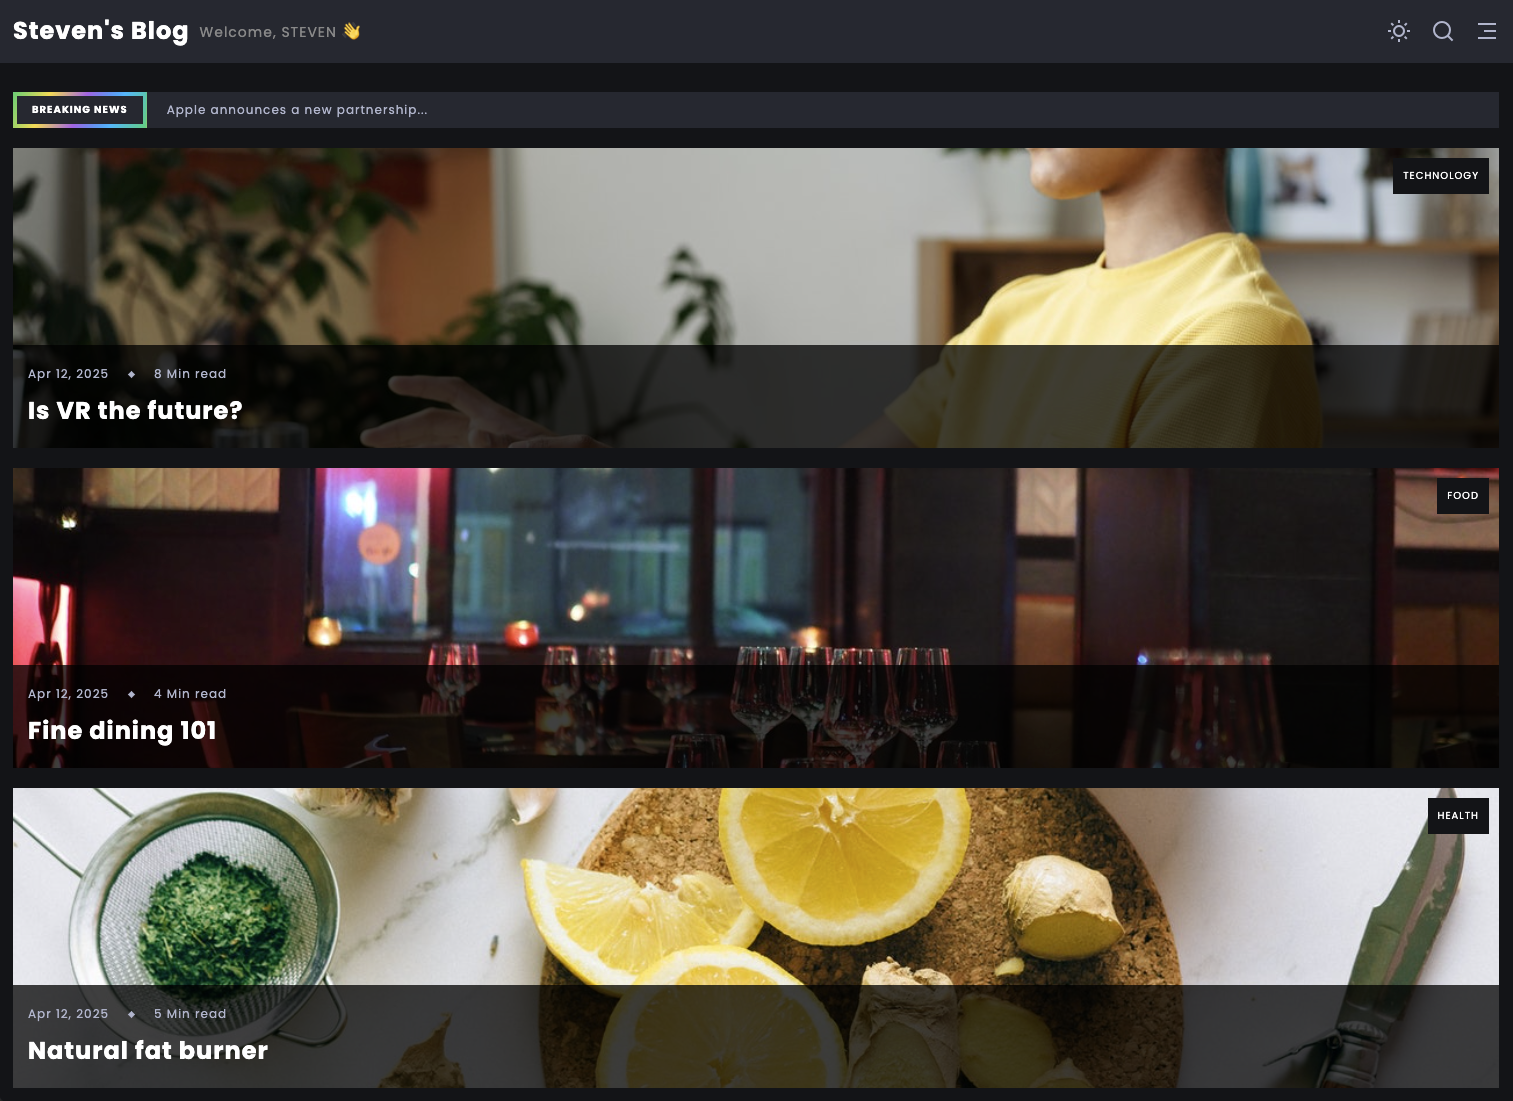 Steven's Blog Welcome, STEVEN 👋
BREAKING NEWS Apple announces a new partnership...
TECHNOLOGY
Apr 12, 2025 ◆ 8 Min read
Is VR the future?
FOOD
Apr 12, 2025 ◆ 4 Min read
Fine dining 101
HEALTH
Apr 12, 2025 ◆ 5 Min read
Natural fat burner